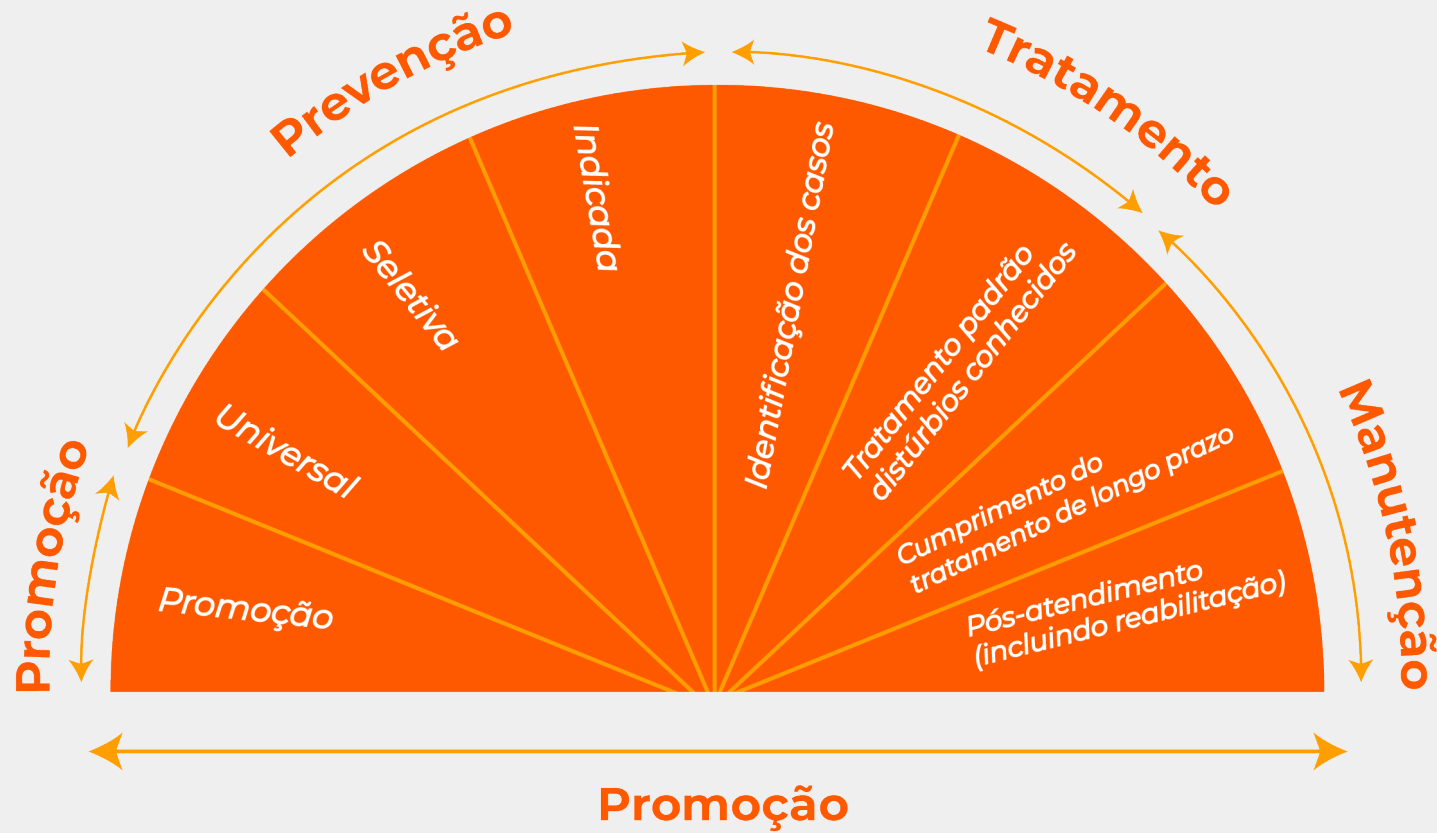 Prevenção
Tratamento
Promoção
Manutenção
Promoção
Universal
Seletiva
Indicada
Identificação dos casos
Tratamento padrão
distúrbios conhecidos
Cumprimento do
tratamento de longo prazo
Pós-atendimento
(incluindo reabilitação)
Promoção